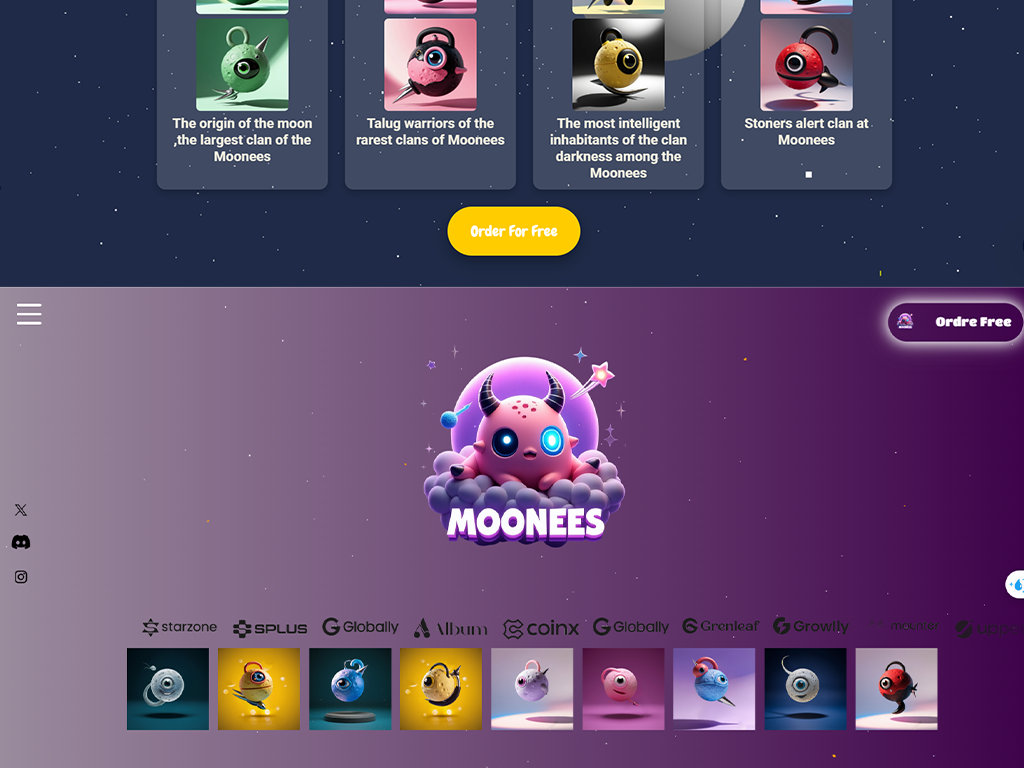 The origin of the moon
,the largest clan of the
Moonees
Talug warriors of the
rarest clans of Moonees
The most intelligent
inhabitants of the clan
darkness among the
Moonees
Stoners alert clan at
Moonees
Order For Free
Ordre Free
MOONEES
starzone
SPLUS
Globally
Album
coinx
Globally
Grenleaf
Growlly